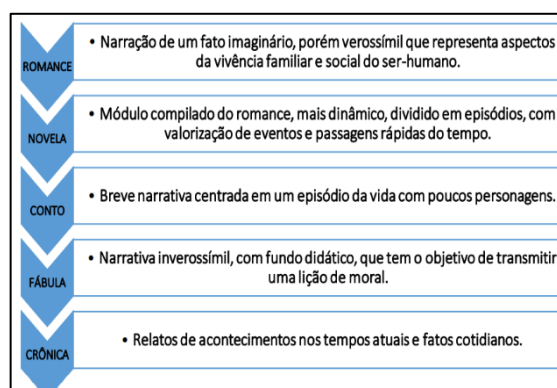 ROMANCE
• Narração de um fato imaginário, porém verossímil que representa aspectos
da vivência familiar e social do ser-humano.
NOVELA
• Módulo compilado do romance, mais dinâmico, dividido em episódios, com
valorização de eventos e passagens rápidas do tempo.
CONTO
• Breve narrativa centrada em um episódio da vida com poucos personagens.
FÁBULA
• Narrativa inverossímil, com fundo didático, que tem o objetivo de transmitir
uma lição de moral.
CRÔNICA
• Relatos de acontecimentos nos tempos atuais e fatos cotidianos.